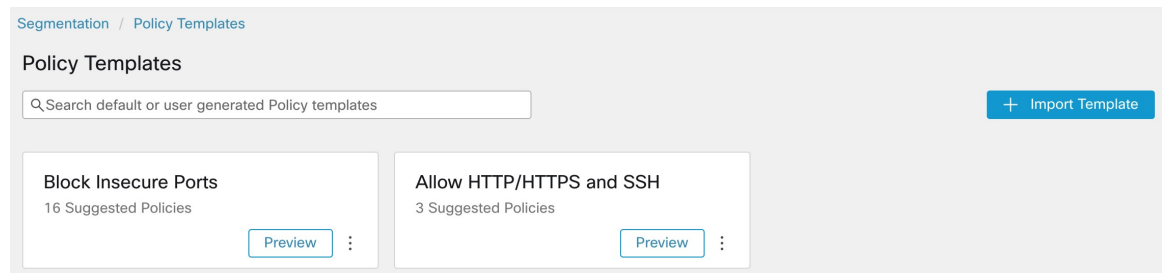 Segmentation / Policy Templates
Policy Templates
Search default or user generated Policy templates
+ Import Template
Block Insecure Ports
16 Suggested Policies
Preview
Allow HTTP/HTTPS and SSH
3 Suggested Policies
Preview